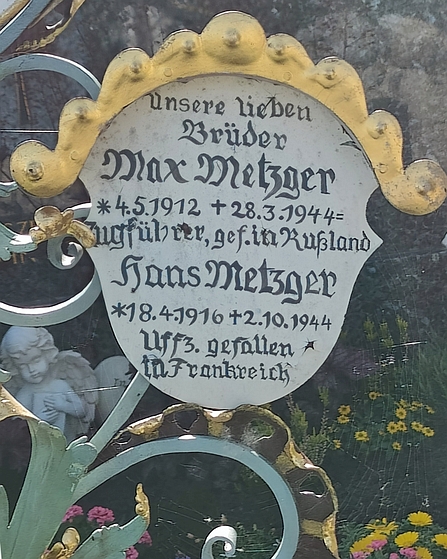 Unsere lieben
Brüder
Max Metzger
*4.5.1912 +28.3.1944=
Zugführer, gef. in Rußland
Hans Metzger
*18.4.1916 +2.10.1944
Uffz. gefallen
in Frankreich